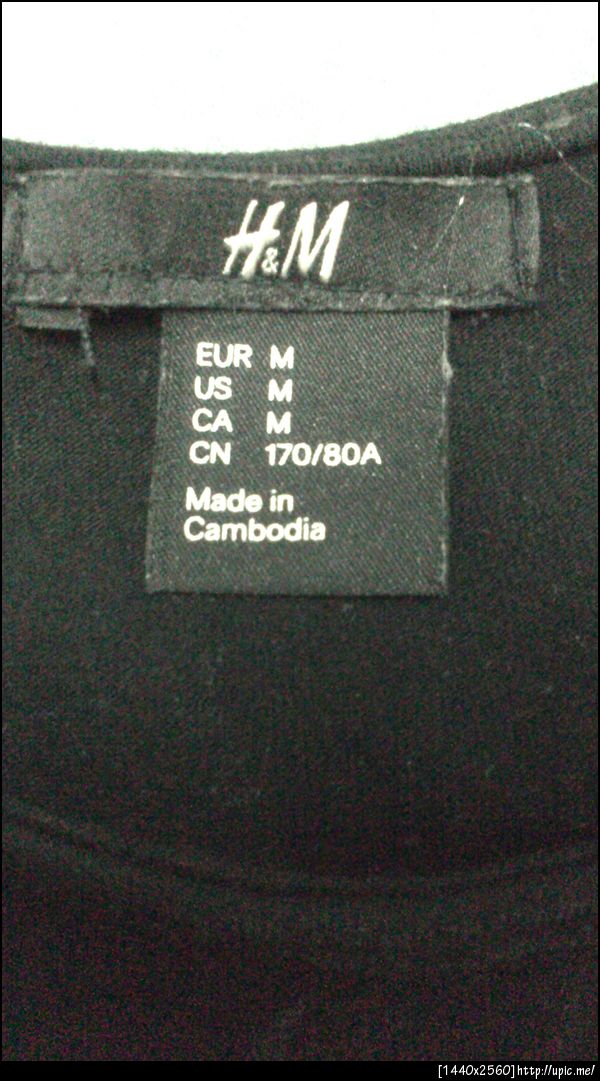 H&M
EUR M
US M
CA M
CN 170/80A
Made in
Cambodia
[1440x2560]http://upic.me/